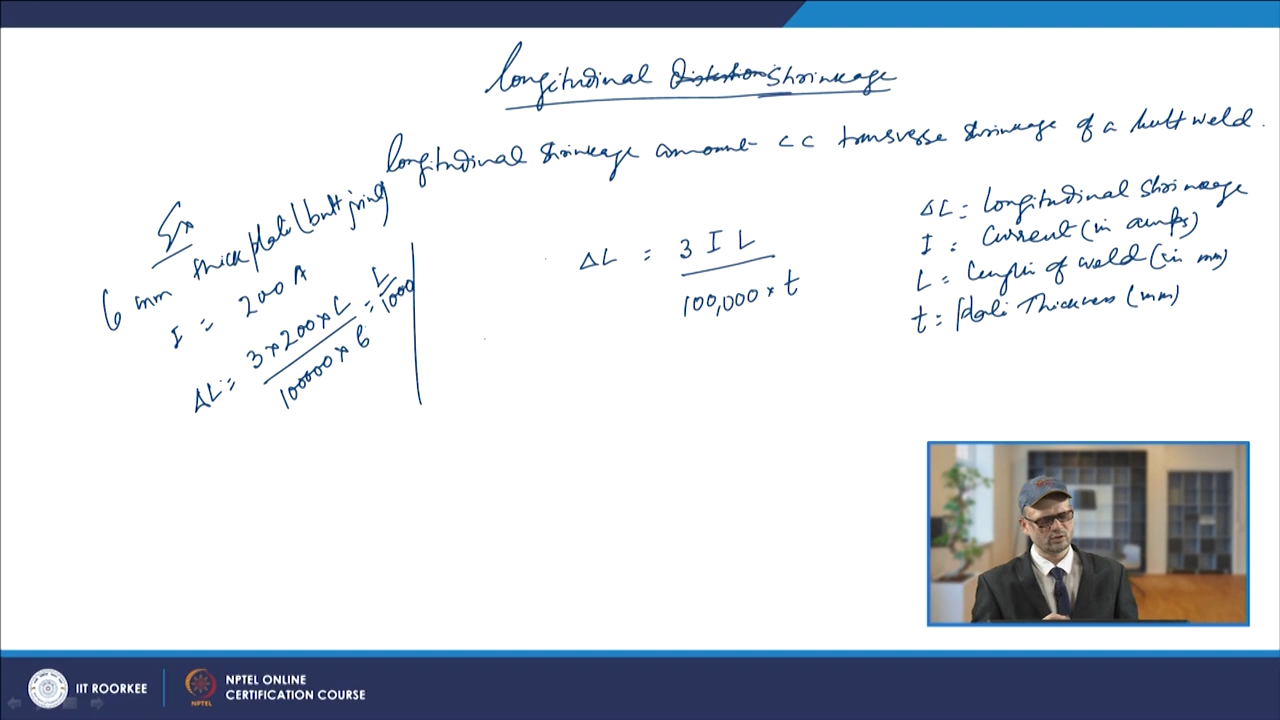 Longitudinal Distortion Shrinkage
Longitudinal Shrinkage amount << transverse shrinkage of a butt weld.
Ex
6 mm thick plate (butt joint)
I = 200 A
ΔL = 3 × 200 × L / 100000 × 6 = L / 1000
ΔL = 3 I L / 100,000 × t
ΔL = Longitudinal Shrinkage
I = Current (in amps)
L = Length of weld (in mm)
t = Plate Thickness (mm)
IIT ROORKEE
NPTEL
NPTEL ONLINE
CERTIFICATION COURSE